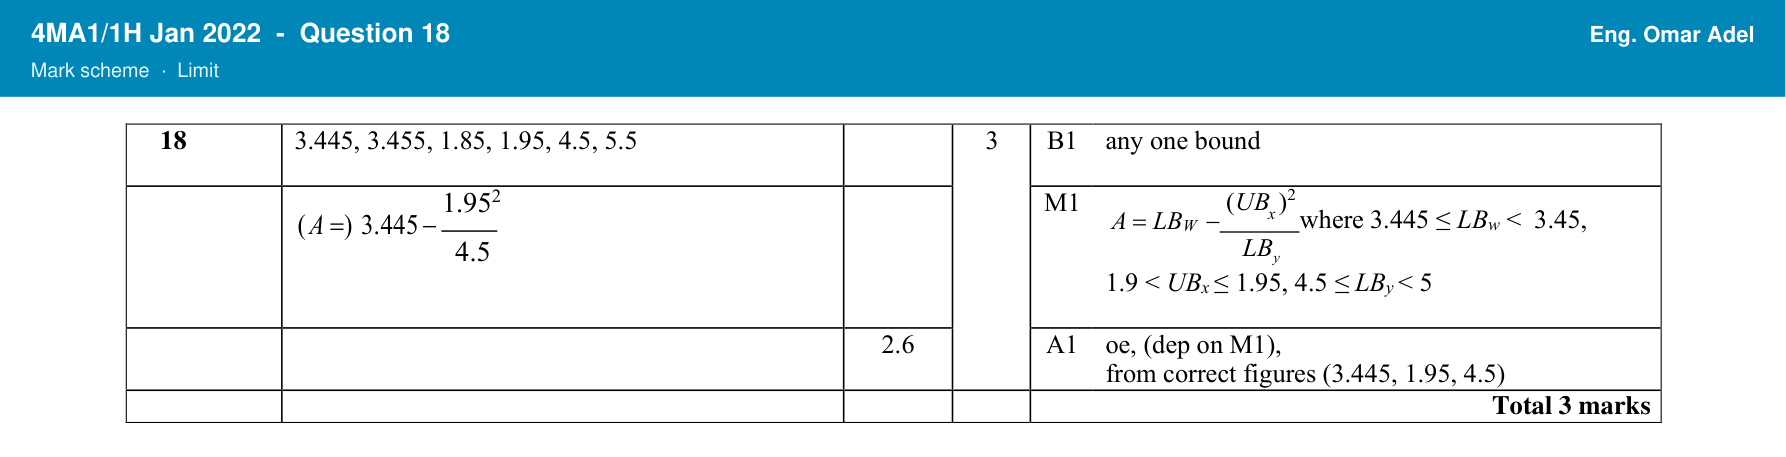 4MA1/1H Jan 2022 - Question 18
Eng. Omar Adel
Mark scheme · Limit
18 3.445, 3.455, 1.85, 1.95, 4.5, 5.5 3 B1 any one bound
(A =) 3.445 − 1.95² / 4.5 M1 A = LB_W − (UB_x)² / LB_y where 3.445 ≤ LB_w < 3.45,
1.9 < UB_x ≤ 1.95, 4.5 ≤ LB_y < 5
2.6 A1 oe, (dep on M1),
from correct figures (3.445, 1.95, 4.5)
Total 3 marks